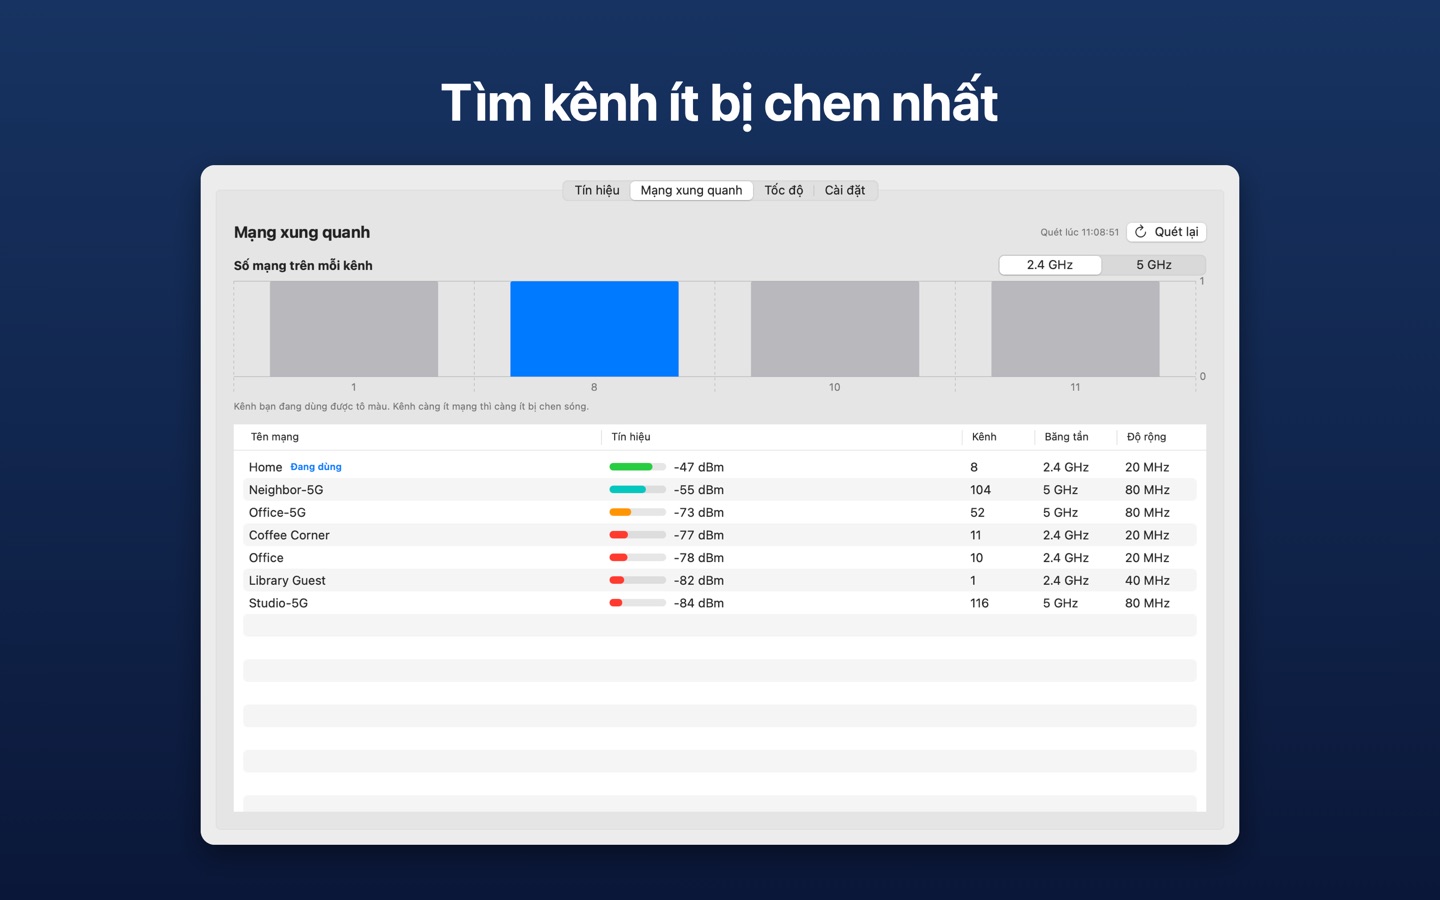 Tìm kênh ít bị chen nhất
Tín hiệu Mạng xung quanh Tốc độ Cài đặt
Mạng xung quanh Quét lúc 11:08:51 Quét lại
Số mạng trên mỗi kênh 2.4 GHz 5 GHz
1
0
1 8 10 11
Kênh bạn đang dùng được tô màu. Kênh càng ít mạng thì càng ít bị chen sóng.
Tên mạng Tín hiệu Kênh Băng tần Độ rộng
Home Đang dùng -47 dBm 8 2.4 GHz 20 MHz
Neighbor-5G -55 dBm 104 5 GHz 80 MHz
Office-5G -73 dBm 52 5 GHz 80 MHz
Coffee Corner -77 dBm 11 2.4 GHz 20 MHz
Office -78 dBm 10 2.4 GHz 20 MHz
Library Guest -82 dBm 1 2.4 GHz 40 MHz
Studio-5G -84 dBm 116 5 GHz 80 MHz